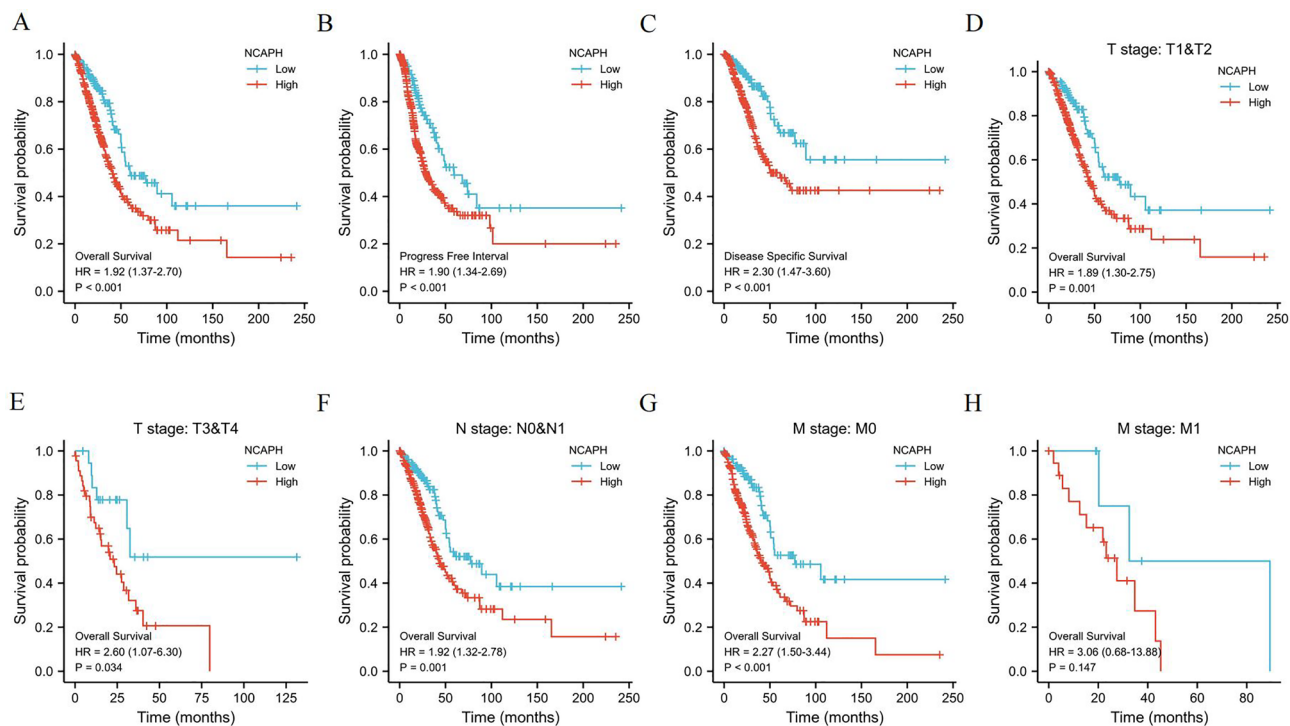 A
NCAPH
Low
High
Survival probability
1.0
0.8
0.6
0.4
0.2
0.0
Overall Survival
HR = 1.92 (1.37-2.70)
P < 0.001
0 50 100 150 200 250
Time (months)
B
NCAPH
Low
High
Survival probability
1.0
0.8
0.6
0.4
0.2
0.0
Progress Free Interval
HR = 1.90 (1.34-2.69)
P < 0.001
0 50 100 150 200 250
Time (months)
C
NCAPH
Low
High
Survival probability
1.0
0.8
0.6
0.4
0.2
0.0
Disease Specific Survival
HR = 2.30 (1.47-3.60)
P < 0.001
0 50 100 150 200 250
Time (months)
D
T stage: T1&T2
NCAPH
Low
High
Survival probability
1.0
0.8
0.6
0.4
0.2
0.0
Overall Survival
HR = 1.89 (1.30-2.75)
P = 0.001
0 50 100 150 200 250
Time (months)
E
T stage: T3&T4
NCAPH
Low
High
Survival probability
1.0
0.8
0.6
0.4
0.2
0.0
Overall Survival
HR = 2.60 (1.07-6.30)
P = 0.034
0 25 50 75 100 125
Time (months)
F
N stage: N0&N1
NCAPH
Low
High
Survival probability
1.0
0.8
0.6
0.4
0.2
0.0
Overall Survival
HR = 1.92 (1.32-2.78)
P = 0.001
0 50 100 150 200 250
Time (months)
G
M stage: M0
NCAPH
Low
High
Survival probability
1.0
0.8
0.6
0.4
0.2
0.0
Overall Survival
HR = 2.27 (1.50-3.44)
P < 0.001
0 50 100 150 200 250
Time (months)
H
M stage: M1
NCAPH
Low
High
Survival probability
1.0
0.8
0.6
0.4
0.2
0.0
Overall Survival
HR = 3.06 (0.68-13.88)
P = 0.147
0 20 40 60 80
Time (months)